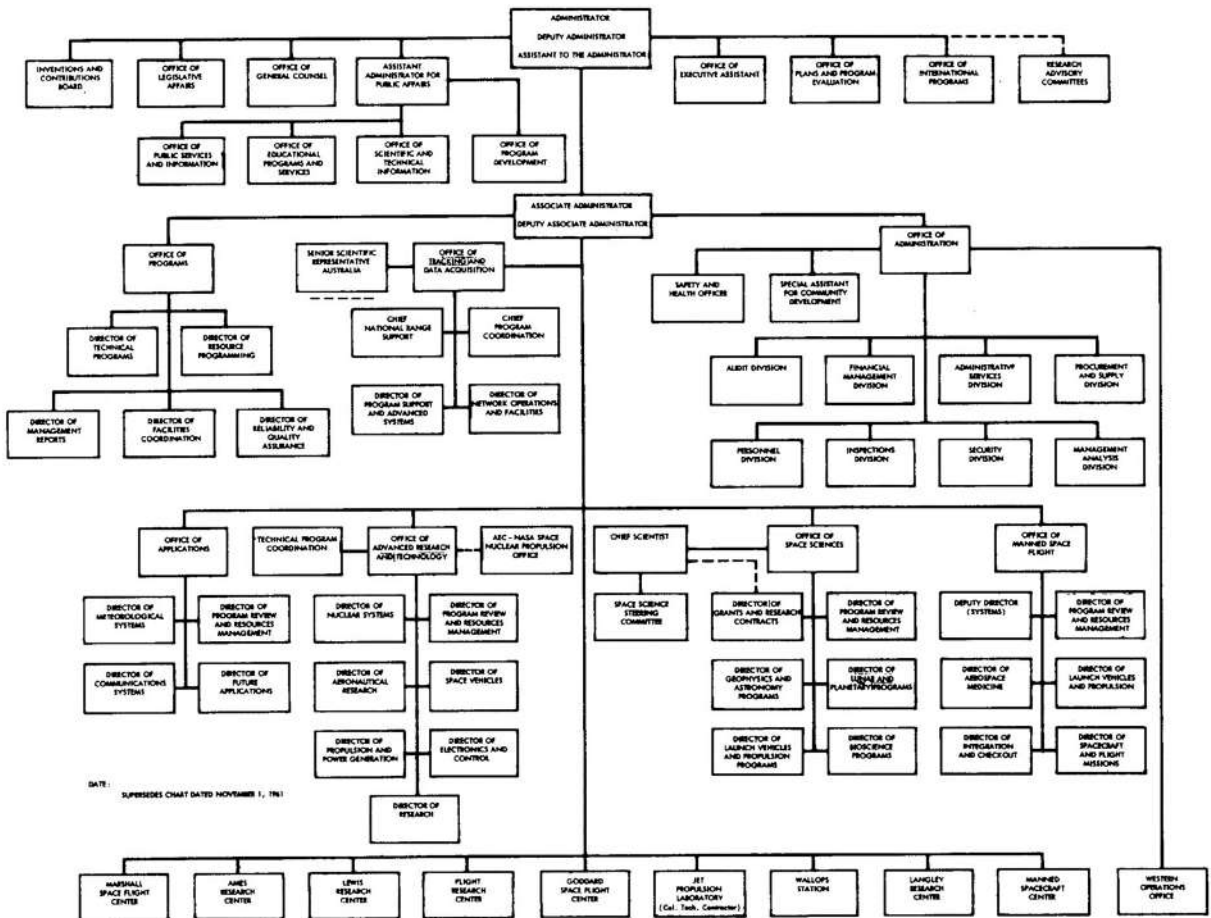 ADMINISTRATOR
DEPUTY ADMINISTRATOR
ASSISTANT TO THE ADMINISTRATOR
INVENTIONS AND
CONTRIBUTIONS
BOARD
OFFICE OF
LEGISLATIVE
AFFAIRS
OFFICE OF
GENERAL COUNSEL
ASSISTANT
ADMINISTRATOR FOR
PUBLIC AFFAIRS
OFFICE OF
EXECUTIVE ASSISTANT
OFFICE OF
PLANS AND PROGRAM
EVALUATION
OFFICE OF
INTERNATIONAL
PROGRAMS
RESEARCH
ADVISORY
COMMITTEES
OFFICE OF
PUBLIC SERVICES
AND INFORMATION
OFFICE OF
EDUCATIONAL
PROGRAMS AND
SERVICES
OFFICE OF
SCIENTIFIC AND
TECHNICAL
INFORMATION
OFFICE OF
PROGRAM
DEVELOPMENT
ASSOCIATE ADMINISTRATOR
DEPUTY ASSOCIATE ADMINISTRATOR
OFFICE OF
PROGRAMS
SENIOR SCIENTIFIC
REPRESENTATIVE
AUSTRALIA
OFFICE OF
TRACKING AND
DATA ACQUISITION
OFFICE OF
ADMINISTRATION
SAFETY AND
HEALTH OFFICER
SPECIAL ASSISTANT
FOR COMMUNITY
DEVELOPMENT
DIRECTOR OF
TECHNICAL
PROGRAMS
DIRECTOR OF
RESOURCE
PROGRAMMING
CHIEF
NATIONAL RANGE
SUPPORT
CHIEF
PROGRAM
COORDINATION
AUDIT DIVISION
FINANCIAL
MANAGEMENT
DIVISION
ADMINISTRATIVE
SERVICES
DIVISION
PROCUREMENT
AND SUPPLY
DIVISION
DIRECTOR OF
MANAGEMENT
REPORTS
DIRECTOR OF
FACILITIES
COORDINATION
DIRECTOR OF
RELIABILITY AND
QUALITY
ASSURANCE
DIRECTOR OF
PROGRAM SUPPORT
AND ADVANCED
SYSTEMS
DIRECTOR OF
NETWORK OPERATIONS
AND FACILITIES
PERSONNEL
DIVISION
INSPECTIONS
DIVISION
SECURITY
DIVISION
MANAGEMENT
ANALYSIS
DIVISION
OFFICE OF
APPLICATIONS
TECHNICAL PROGRAM
COORDINATION
OFFICE OF
ADVANCED RESEARCH
AND TECHNOLOGY
AEC - NASA SPACE
NUCLEAR PROPULSION
OFFICE
CHIEF SCIENTIST
OFFICE OF
SPACE SCIENCES
OFFICE OF
MANNED SPACE
FLIGHT
DIRECTOR OF
METEOROLOGICAL
SYSTEMS
DIRECTOR OF
PROGRAM REVIEW
AND RESOURCES
MANAGEMENT
DIRECTOR OF
NUCLEAR SYSTEMS
DIRECTOR OF
PROGRAM REVIEW
AND RESOURCES
MANAGEMENT
SPACE SCIENCE
STEERING
COMMITTEE
DIRECTOR OF
GRANTS AND RESEARCH
CONTRACTS
DIRECTOR OF
PROGRAM REVIEW
AND RESOURCES
MANAGEMENT
DEPUTY DIRECTOR
(SYSTEMS)
DIRECTOR OF
PROGRAM REVIEW
AND RESOURCES
MANAGEMENT
DIRECTOR OF
COMMUNICATIONS
SYSTEMS
DIRECTOR OF
FUTURE
APPLICATIONS
DIRECTOR OF
AERONAUTICAL
RESEARCH
DIRECTOR OF
SPACE VEHICLES
DIRECTOR OF
GEOPHYSICS AND
ASTRONOMY
PROGRAMS
DIRECTOR OF
LUNAR AND
PLANETARY PROGRAMS
DIRECTOR OF
AEROSPACE
MEDICINE
DIRECTOR OF
LAUNCH VEHICLES
AND PROPULSION
DIRECTOR OF
PROPULSION AND
POWER GENERATION
DIRECTOR OF
ELECTRONICS AND
CONTROL
DIRECTOR OF
LAUNCH VEHICLES
AND PROPULSION
PROGRAMS
DIRECTOR OF
BIOSCIENCE
PROGRAMS
DIRECTOR OF
INTEGRATION
AND CHECKOUT
DIRECTOR OF
SPACECRAFT
AND FLIGHT
MISSIONS
DATE:
SUPERSEDES CHART DATED NOVEMBER 1, 1961
DIRECTOR OF
RESEARCH
MARSHALL
SPACE FLIGHT
CENTER
AMES
RESEARCH
CENTER
LEWIS
RESEARCH
CENTER
FLIGHT
RESEARCH
CENTER
GODDARD
SPACE FLIGHT
CENTER
JET
PROPULSION
LABORATORY
(Cal. Tech. Contractor)
WALLOPS
STATION
LANGLEY
RESEARCH
CENTER
MANNED
SPACECRAFT
CENTER
WESTERN
OPERATIONS
OFFICE